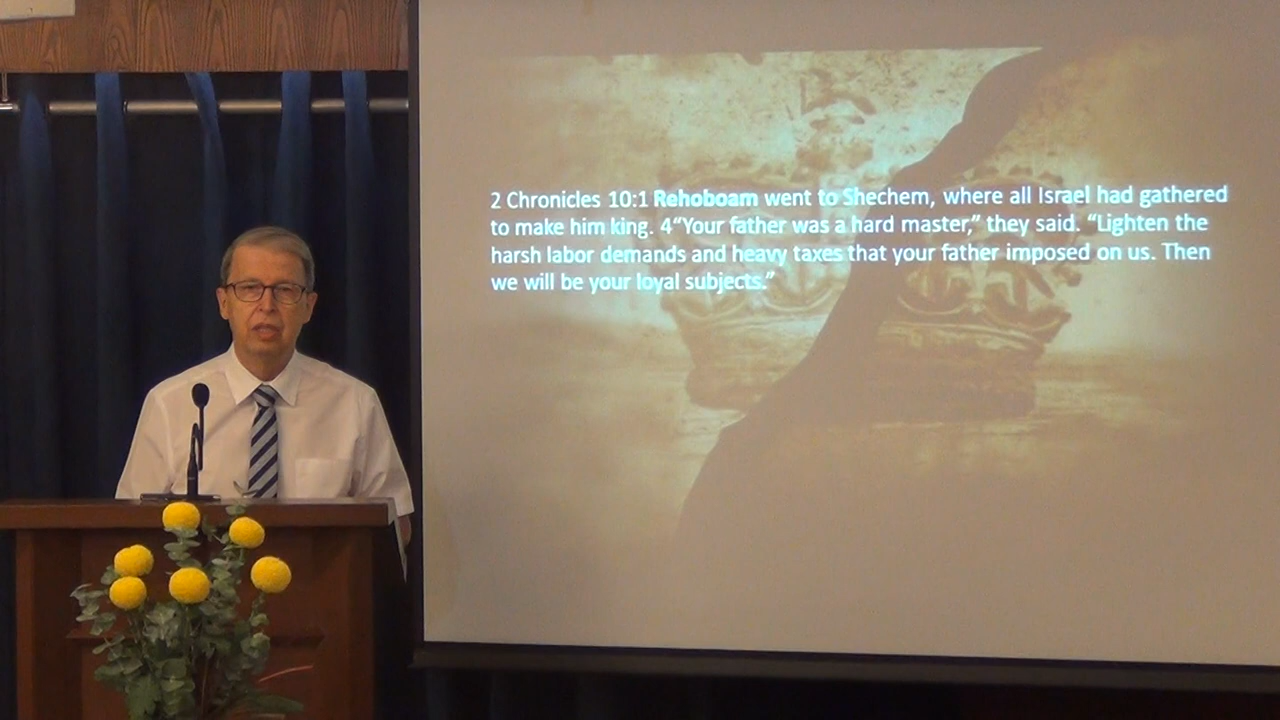 2 Chronicles 10:1 Rehoboam went to Shechem, where all Israel had gathered
to make him king. 4“Your father was a hard master,” they said. “Lighten the
harsh labor demands and heavy taxes that your father imposed on us. Then
we will be your loyal subjects.”